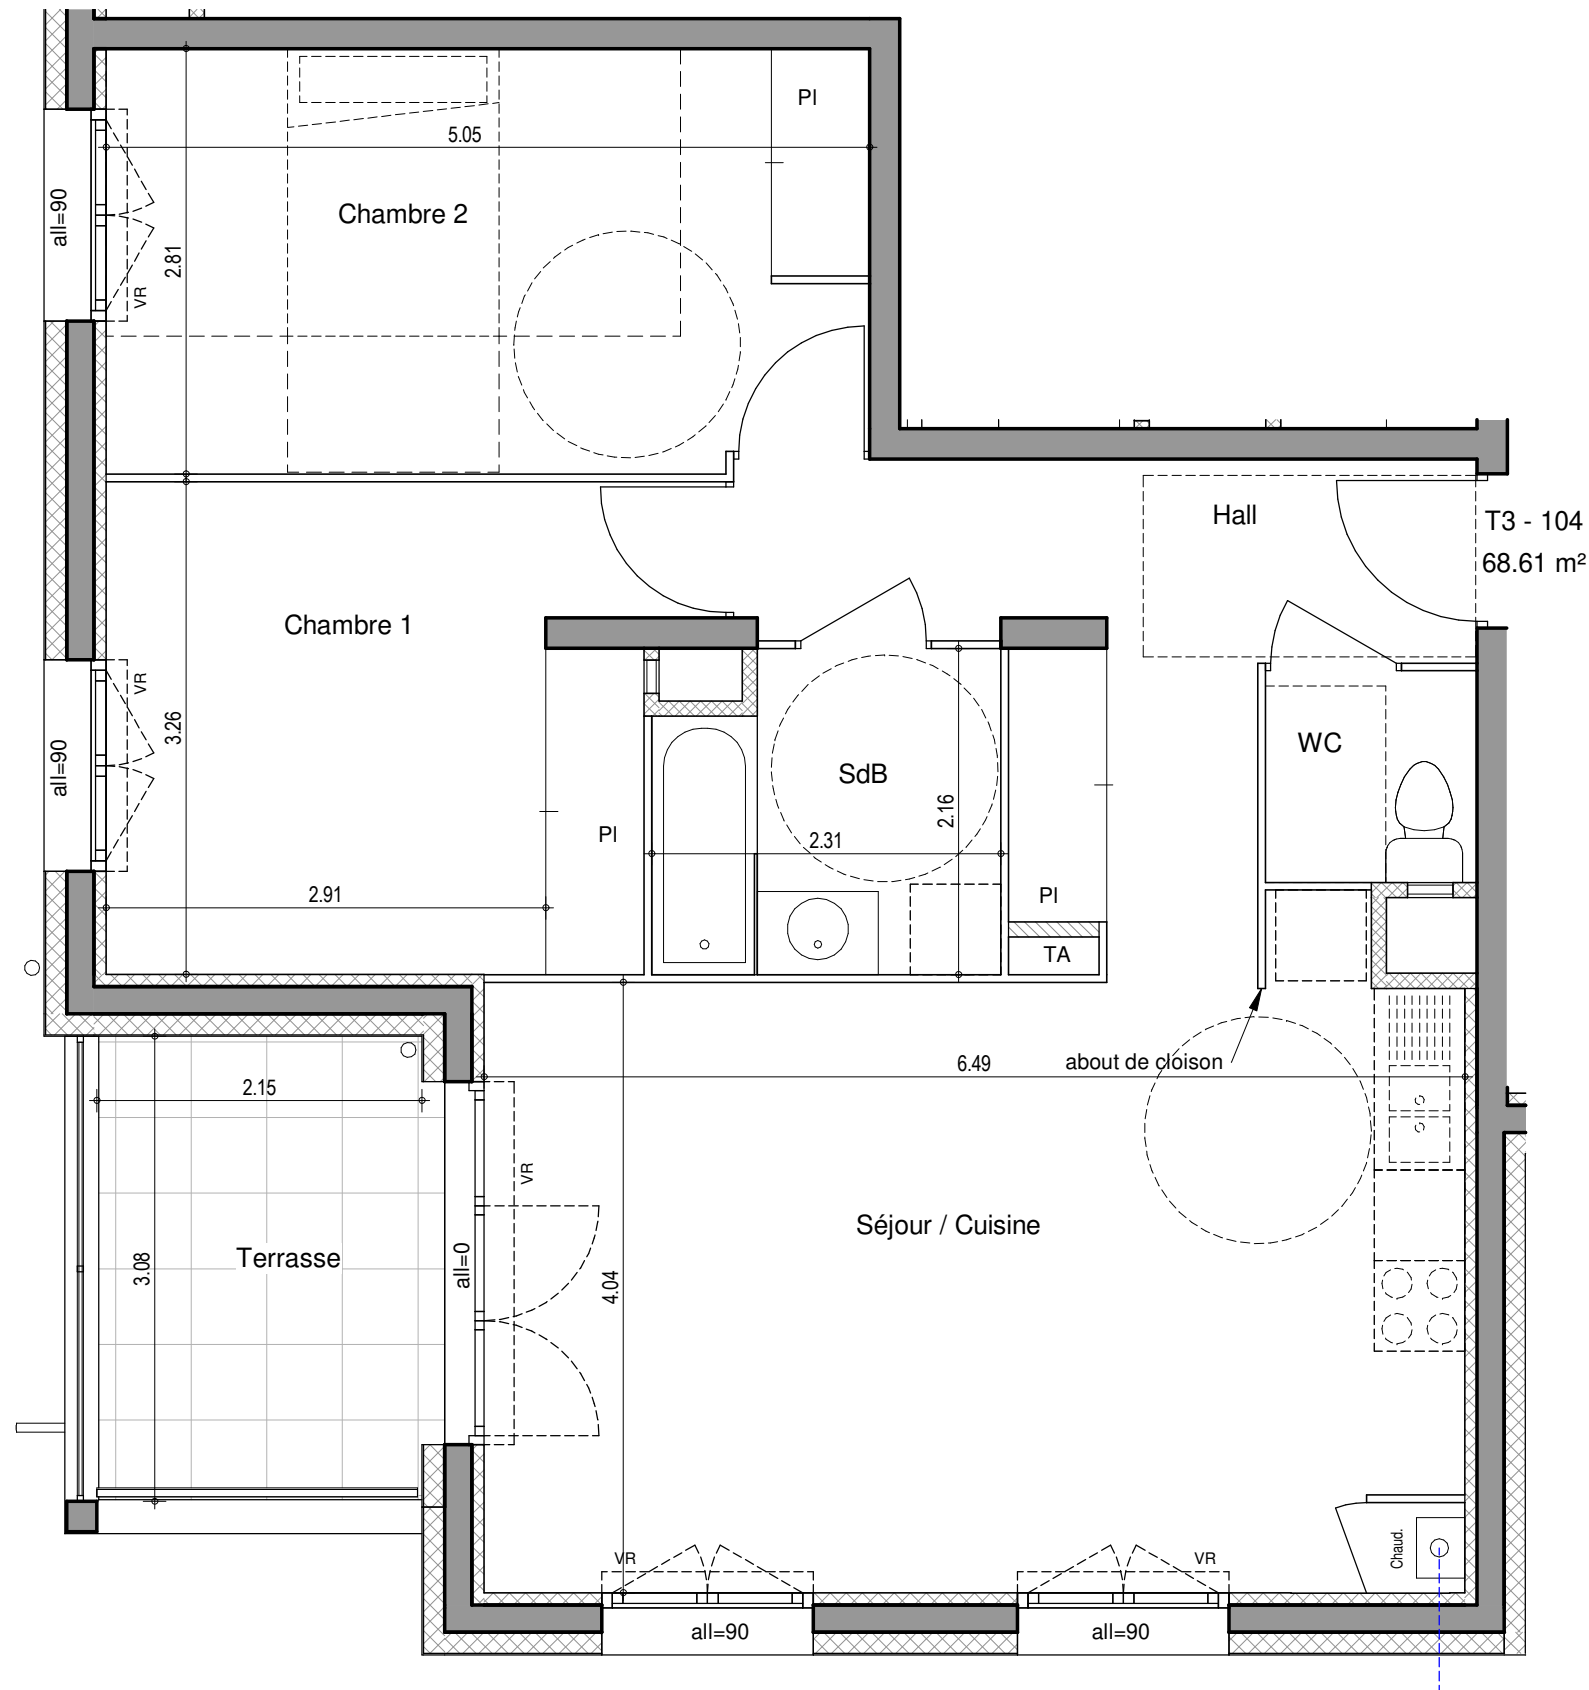 Pl
5.05
all=90
Chambre 2
2.81
VR
Hall
T3 - 104
68.61 m²
Chambre 1
VR
all=90
3.26
WC
SdB
2.16
Pl
2.31
2.91
Pl
TA
6.49
about de cloison
2.15
VR
Séjour / Cuisine
Terrasse
3.08
all=0
4.04
Chaud.
VR
VR
all=90
all=90